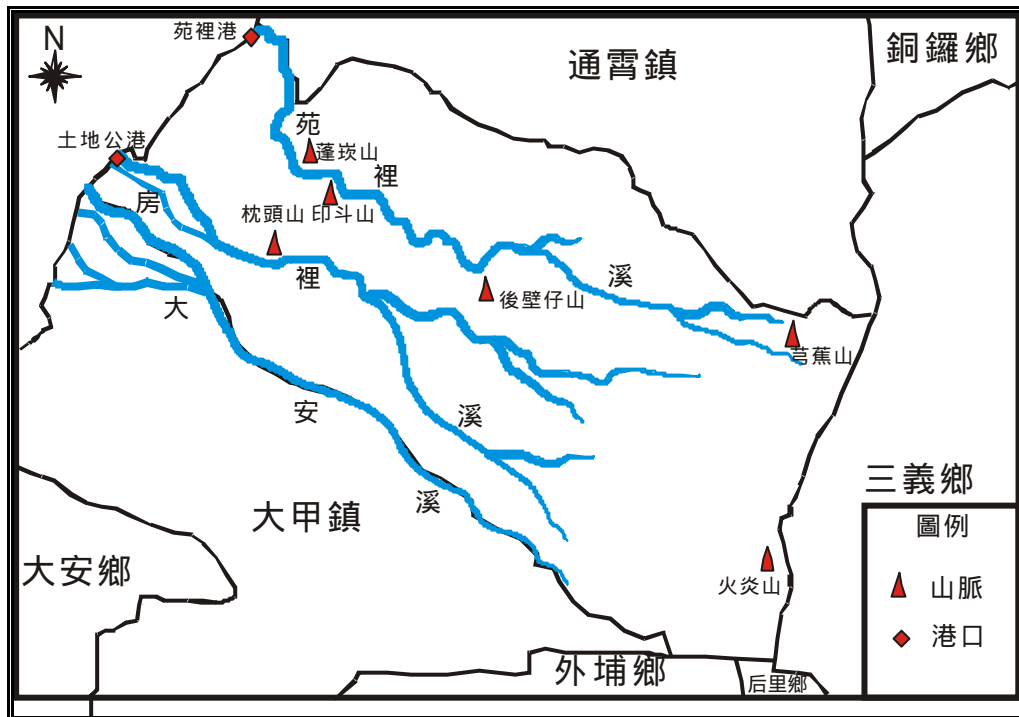 N
苑裡港
通霄鎮
銅鑼鄉
土地公港
苑
裡
溪
蓬崁山
印斗山
枕頭山
房
裡
溪
後壁仔山
芎蕉山
大
安
溪
三義鄉
大甲鎮
大安鄉
火炎山
外埔鄉
后里鄉
圖例
山脈
港口